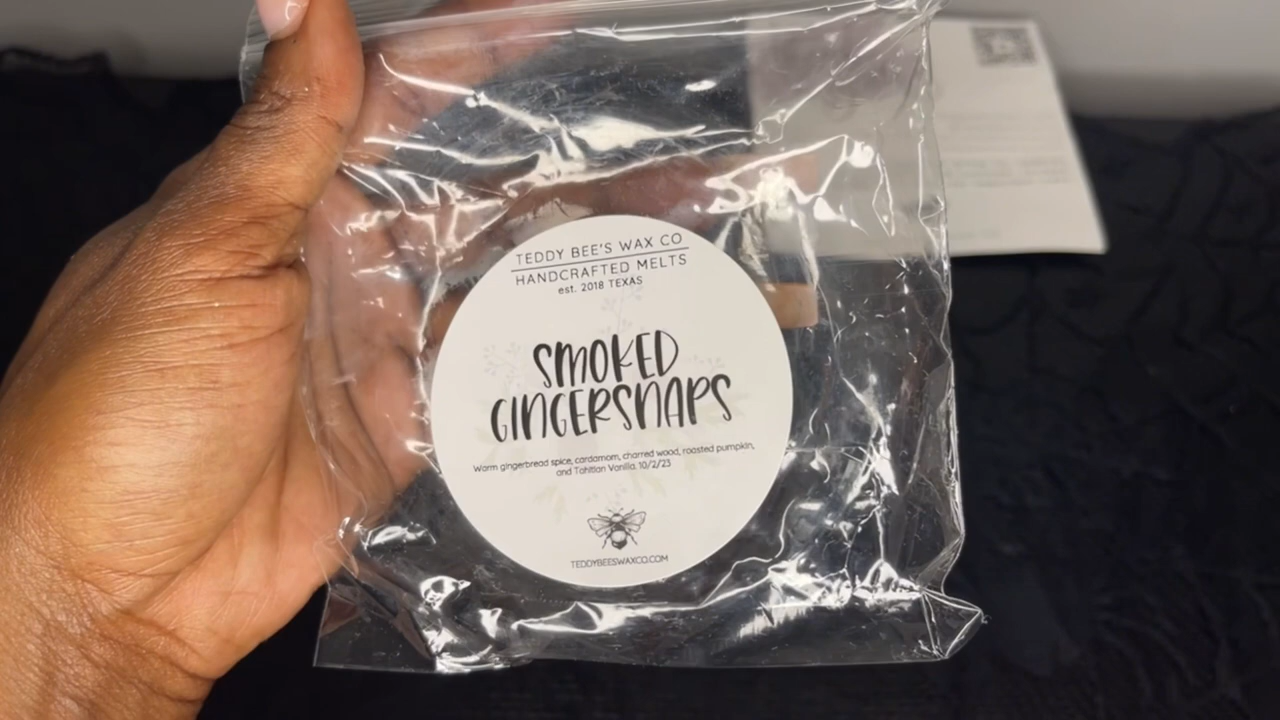 TEDDY BEE'S WAX CO
HANDCRAFTED MELTS
est. 2018 TEXAS
SMOKED
GINGERSNAPS
Warm gingerbread spice, cardamom, charred wood, roasted pumpkin,
and Tahitian Vanilla. 10/2/23
TEDDYBEESWAXCO.COM